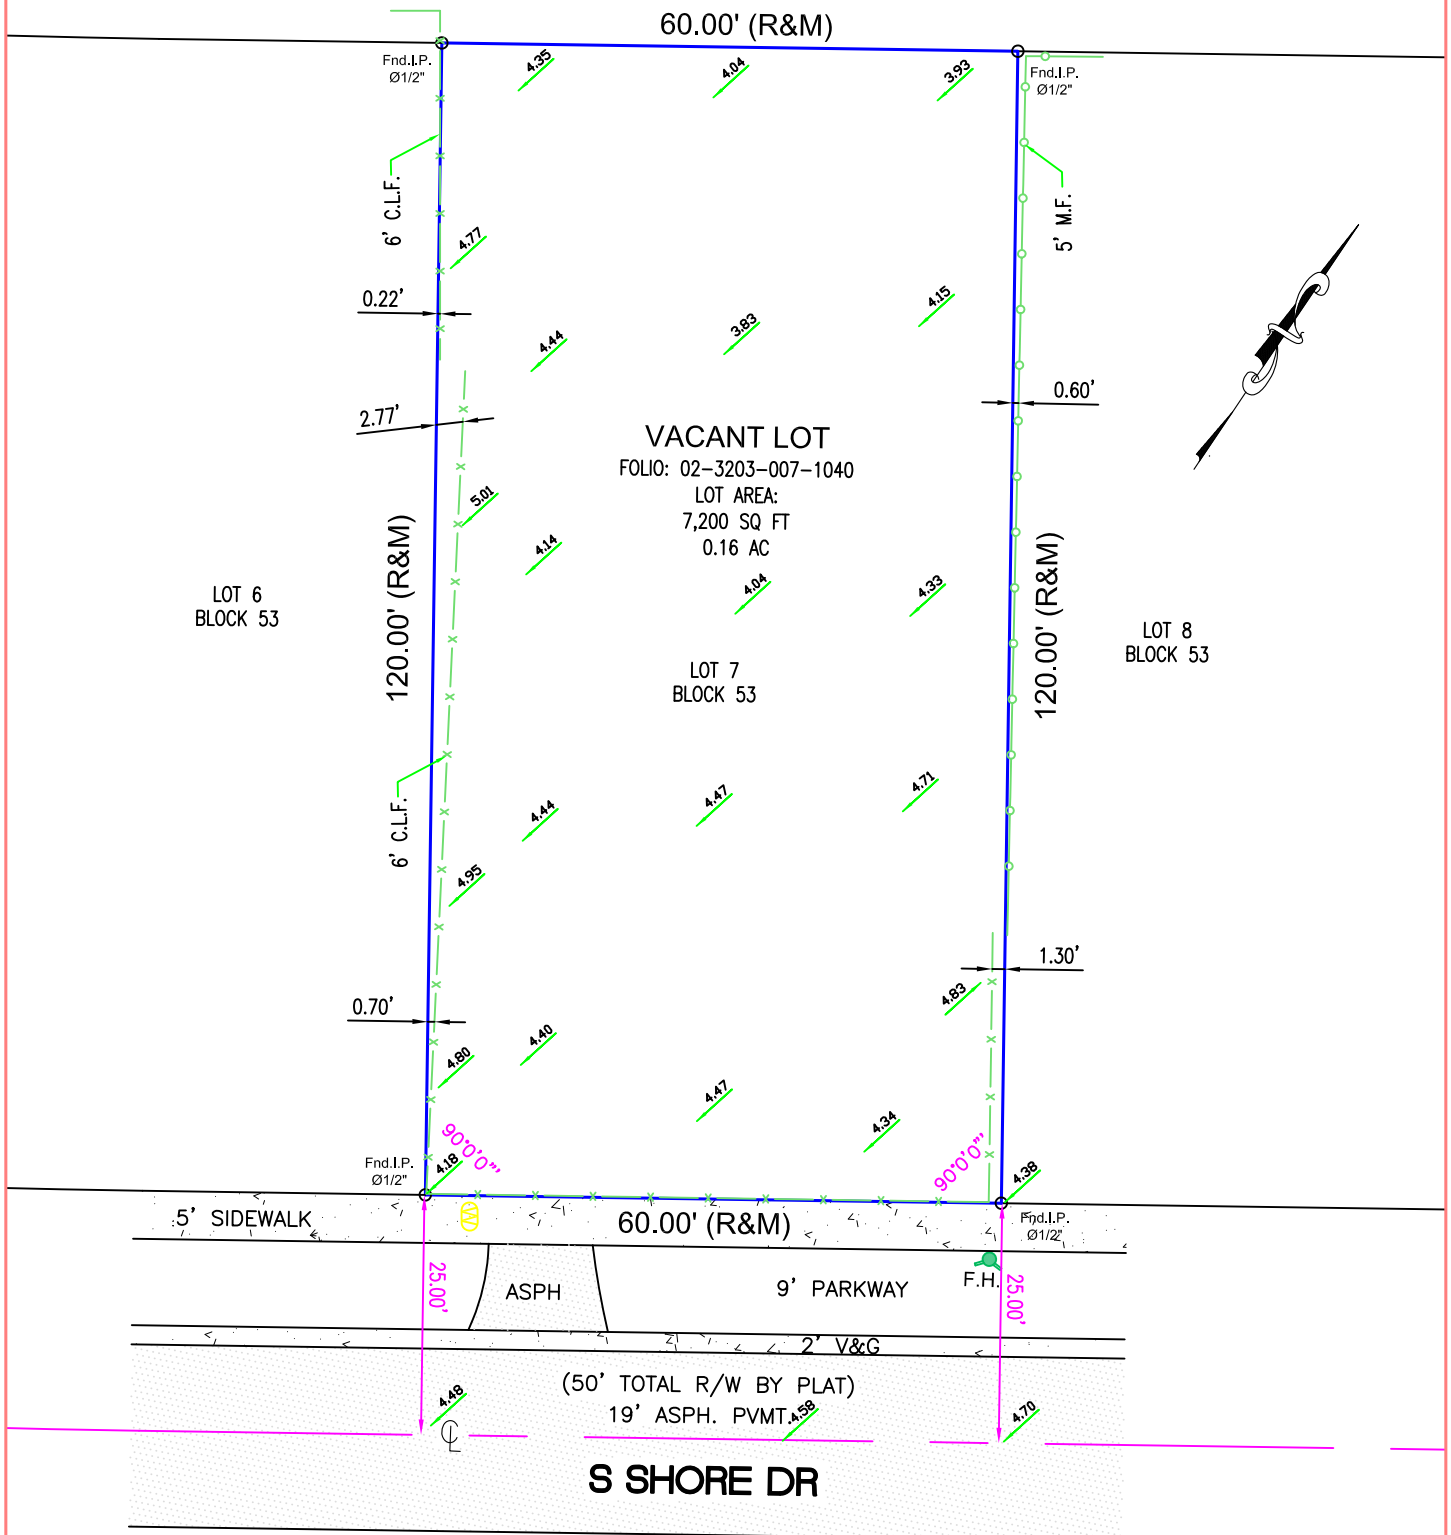 60.00' (R&M)
Fnd.I.P.
Ø1/2"
4.35
4.04
3.93
Fnd.I.P.
Ø1/2"
6' C.L.F.
5' M.F.
4.77
0.22'
4.15
4.44
3.83
2.77'
0.60'
VACANT LOT
FOLIO: 02-3203-007-1040
LOT AREA:
7,200 SQ FT
0.16 AC
5.01
4.14
120.00' (R&M)
120.00' (R&M)
4.04
4.33
LOT 6
BLOCK 53
LOT 7
BLOCK 53
LOT 8
BLOCK 53
6' C.L.F.
4.44
4.47
4.71
4.95
1.30'
0.70'
4.83
4.80
4.40
4.47
4.34
90°0'0"
90°0'0"
Fnd.I.P.
Ø1/2"
4.18
4.38
5' SIDEWALK
W
60.00' (R&M)
Fnd.I.P.
Ø1/2"
25.00'
ASPH
9' PARKWAY
F.H.
25.00'
2' V&G
(50' TOTAL R/W BY PLAT)
19' ASPH. PVMT.
4.48
4.58
4.70
CL
S SHORE DR